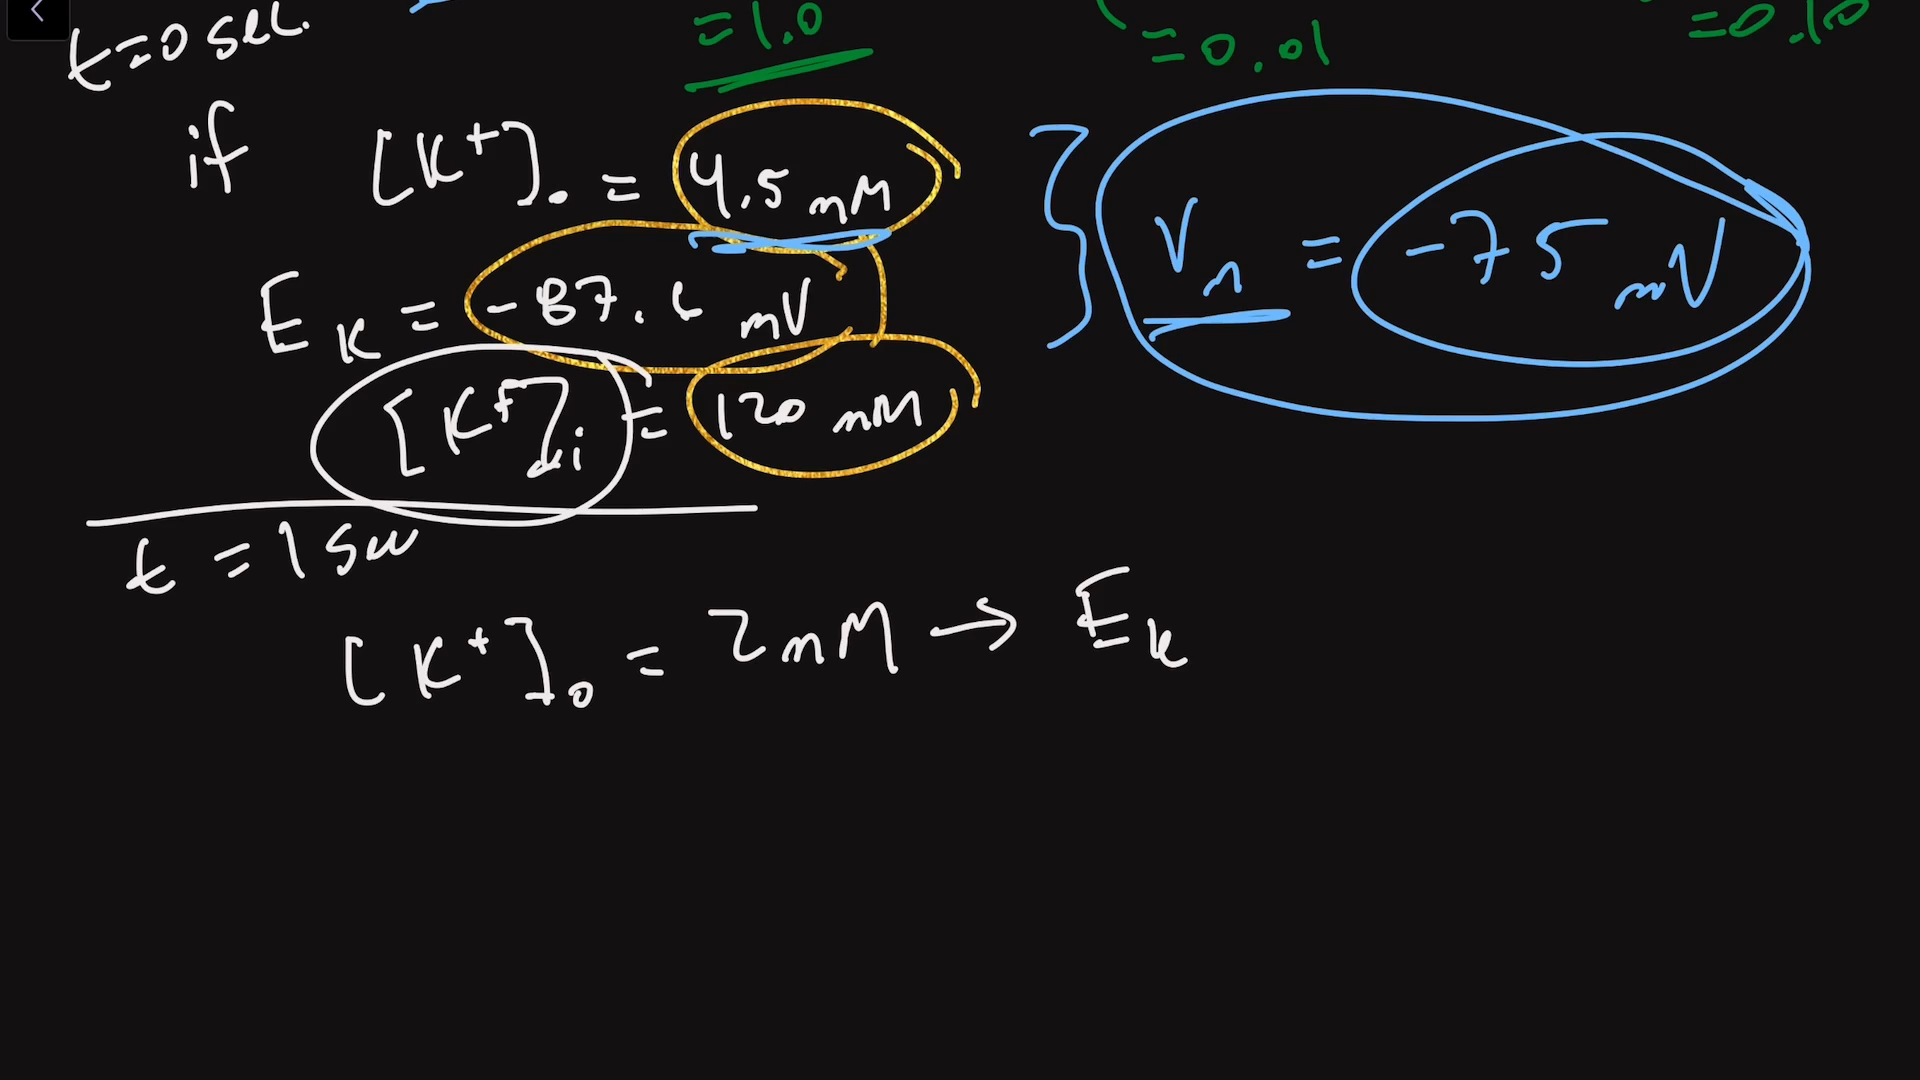 t=0 sec.
=1.0
=0.01
=0.10
if [K+]o = 4.5 mM
Vm = -75 mV
EK = -87.6 mV
[K+]i = 120 mM
t = 1 sec
[K+]o = 2 mM → EK